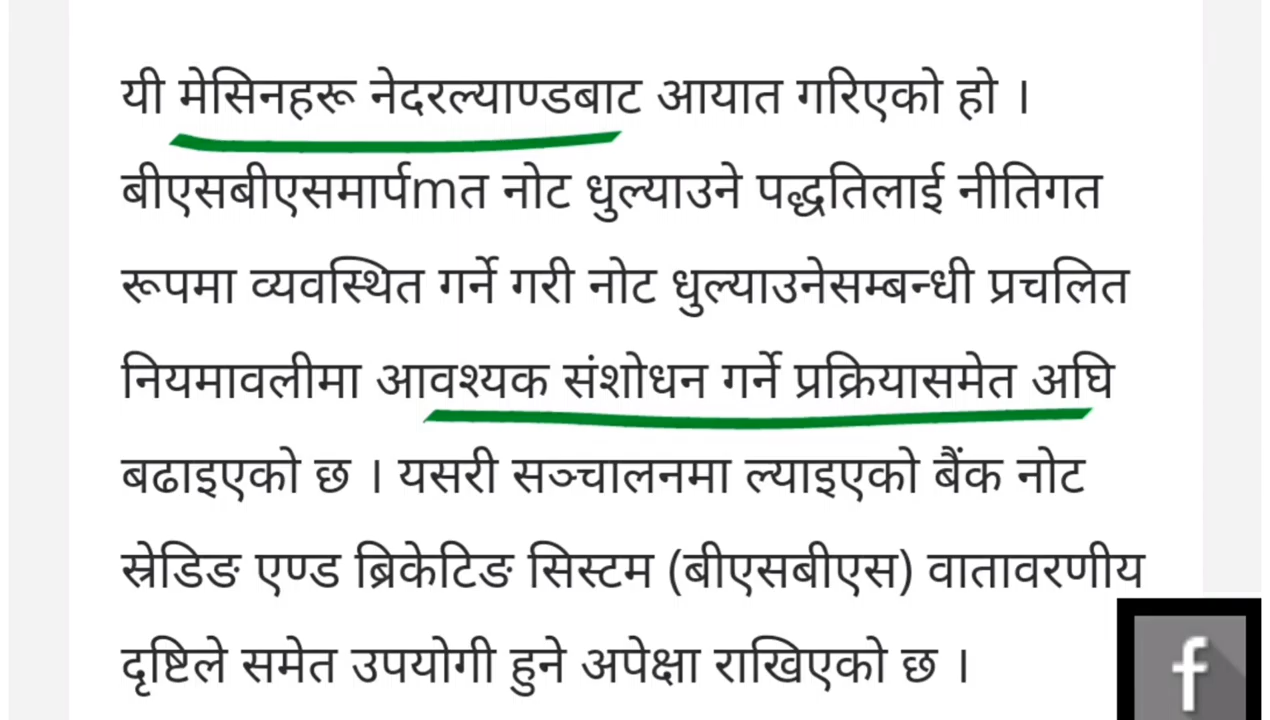 यी मेसिनहरू नेदरल्याण्डबाट आयात गरिएको हो ।
बीएसबीएसमार्पmत नोट धुल्याउने पद्धतिलाई नीतिगत
रूपमा व्यवस्थित गर्ने गरी नोट धुल्याउनेसम्बन्धी प्रचलित
नियमावलीमा आवश्यक संशोधन गर्ने प्रक्रियासमेत अघि
बढाइएको छ । यसरी सञ्चालनमा ल्याइएको बैंक नोट
स्रेडिङ एण्ड ब्रिकेटिङ सिस्टम (बीएसबीएस) वातावरणीय
दृष्टिले समेत उपयोगी हुने अपेक्षा राखिएको छ ।
f